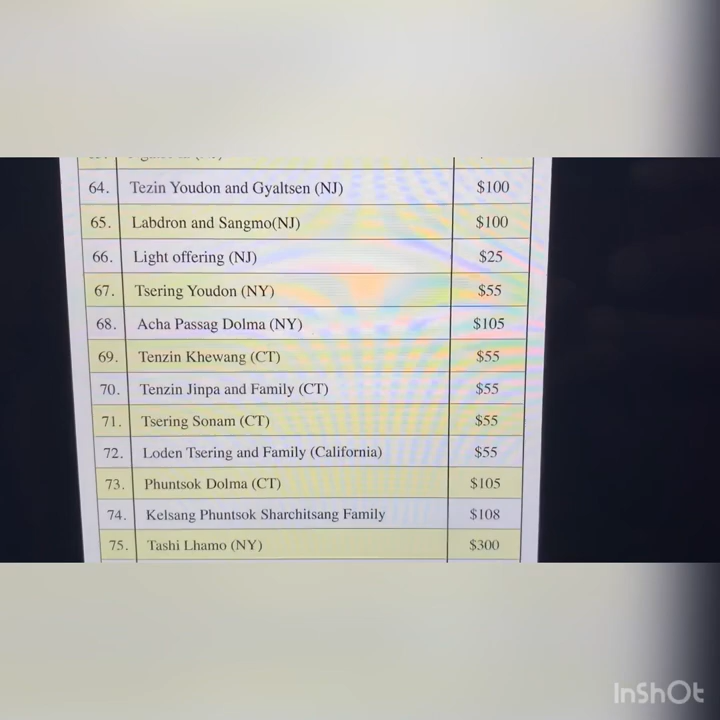 64. Tezin Youdon and Gyaltsen (NJ) $100
65. Labdron and Sangmo(NJ) $100
66. Light offering (NJ) $25
67. Tsering Youdon (NY) $55
68. Acha Passag Dolma (NY) $105
69. Tenzin Khewang (CT) $55
70. Tenzin Jinpa and Family (CT) $55
71. Tsering Sonam (CT) $55
72. Loden Tsering and Family (California) $55
73. Phuntsok Dolma (CT) $105
74. Kelsang Phuntsok Sharchitsang Family $108
75. Tashi Lhamo (NY) $300
InShOt